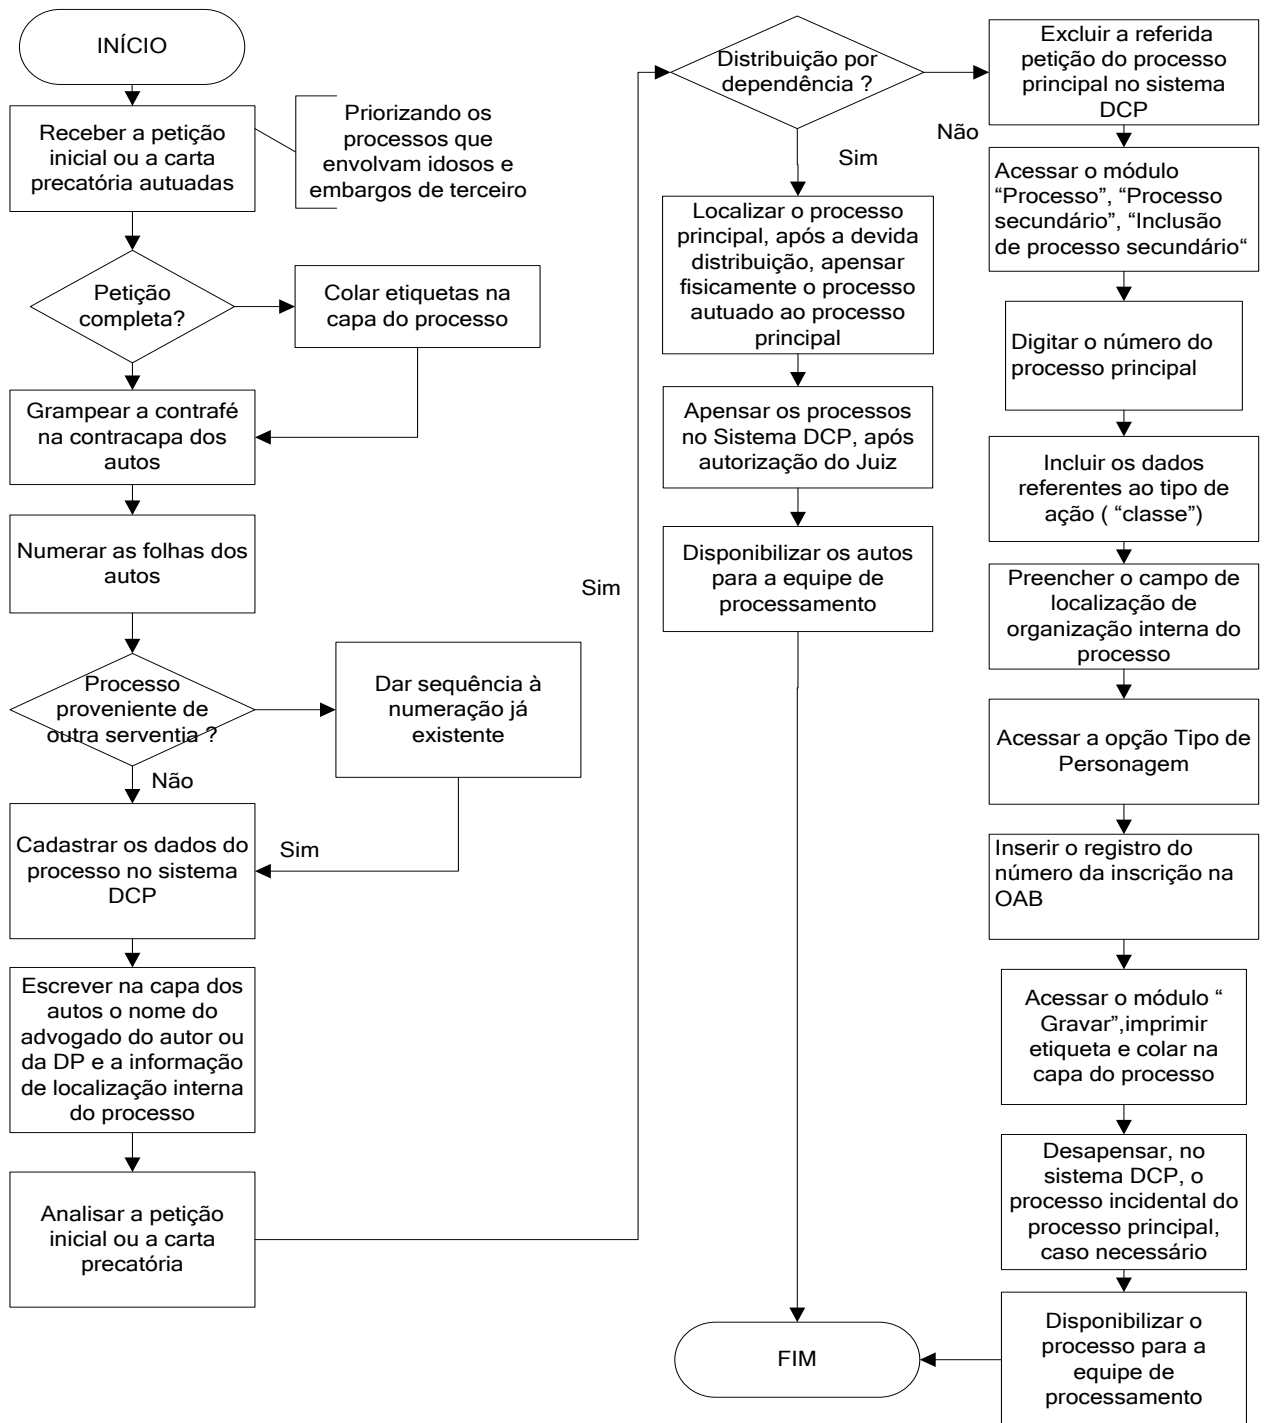 INÍCIO
Receber a petição
inicial ou a carta
precatória autuadas
Priorizando os
processos que
envolvam idosos e
embargos de terceiro
Petição
completa?
Colar etiquetas na
capa do processo
Grampear a contrafé
na contracapa dos
autos
Numerar as folhas dos
autos
Processo
proveniente de
outra serventia ?
Dar sequência à
numeração já
existente
Não
Cadastrar os dados do
processo no sistema
DCP
Sim
Escrever na capa dos
autos o nome do
advogado do autor ou
da DP e a informação
de localização interna
do processo
Analisar a petição
inicial ou a carta
precatória
Sim
Distribuição por
dependência ?
Não
Sim
Localizar o processo
principal, após a devida
distribuição, apensar
fisicamente o processo
autuado ao processo
principal
Apensar os processos
no Sistema DCP, após
autorização do Juiz
Disponibilizar os autos
para a equipe de
processamento
Excluir a referida
petição do processo
principal no sistema
DCP
Acessar o módulo
“Processo”, “Processo
secundário”, “Inclusão
de processo secundário“
Digitar o número do
processo principal
Incluir os dados
referentes ao tipo de
ação ( “classe”)
Preencher o campo de
localização de
organização interna do
processo
Acessar a opção Tipo de
Personagem
Inserir o registro do
número da inscrição na
OAB
Acessar o módulo “
Gravar”,imprimir
etiqueta e colar na
capa do processo
Desapensar, no
sistema DCP, o
processo incidental do
processo principal,
caso necessário
Disponibilizar o
processo para a
equipe de
processamento
FIM